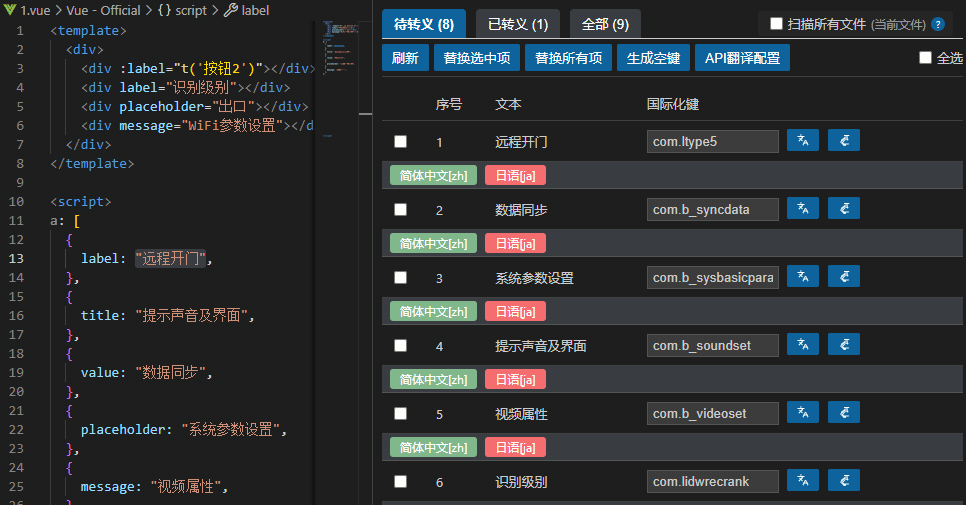 1.vue > Vue - Official > {} script > label
1 <template>
2 <div>
3 <div :label="t('按钮2')"></div>
4 <div label="识别级别"></div>
5 <div placeholder="出口"></div>
6 <div message="WiFi参数设置"></d
7 </div>
8 </template>
9
10 <script>
11 a: [
12 {
13 label: "远程开门",
14 },
15 {
16 title: "提示声音及界面",
17 },
18 {
19 value: "数据同步",
20 },
21 {
22 placeholder: "系统参数设置",
23 },
24 {
25 message: "视频属性",
26 }
待转义 (8) 已转义 (1) 全部 (9) 扫描所有文件 (当前文件) ?
刷新 替换选中项 替换所有项 生成空键 API翻译配置 全选
序号 文本 国际化键
1 远程开门 com.ltype5
简体中文[zh] 日语[ja]
2 数据同步 com.b_syncdata
简体中文[zh] 日语[ja]
3 系统参数设置 com.b_sysbasicpara
简体中文[zh] 日语[ja]
4 提示声音及界面 com.b_soundset
简体中文[zh] 日语[ja]
5 视频属性 com.b_videoset
简体中文[zh] 日语[ja]
6 识别级别 com.lidwrecrank